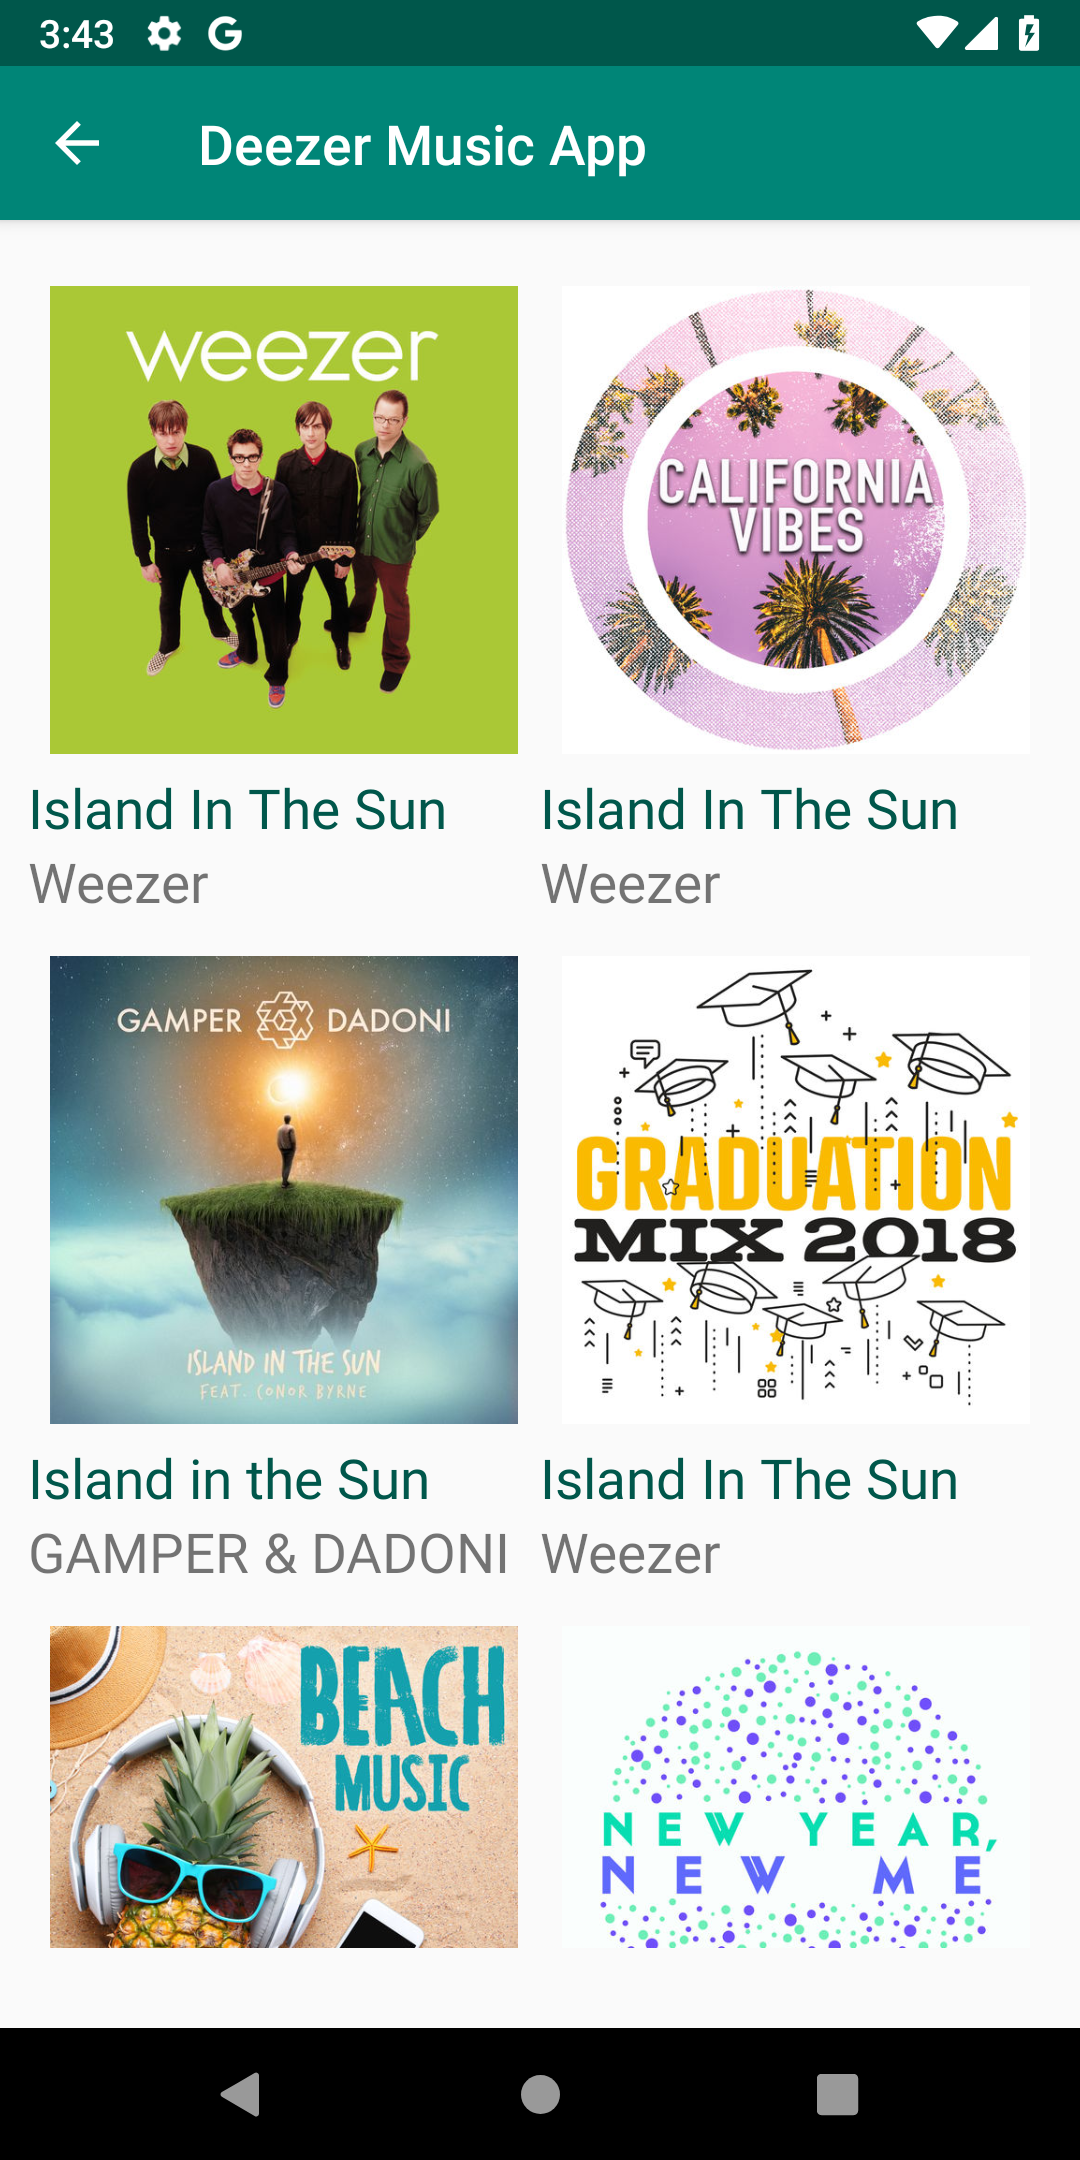 3:43
Deezer Music App
weezer
CALIFORNIA
VIBES
Island In The Sun
Weezer
Island In The Sun
Weezer
GAMPER DADONI
ISLAND IN THE SUN
FEAT. CONOR BYRNE
Island in the Sun
GAMPER & DADONI
GRADUATION
MIX 2018
Island In The Sun
Weezer
BEACH
MUSIC
NEW YEAR,
NEW ME